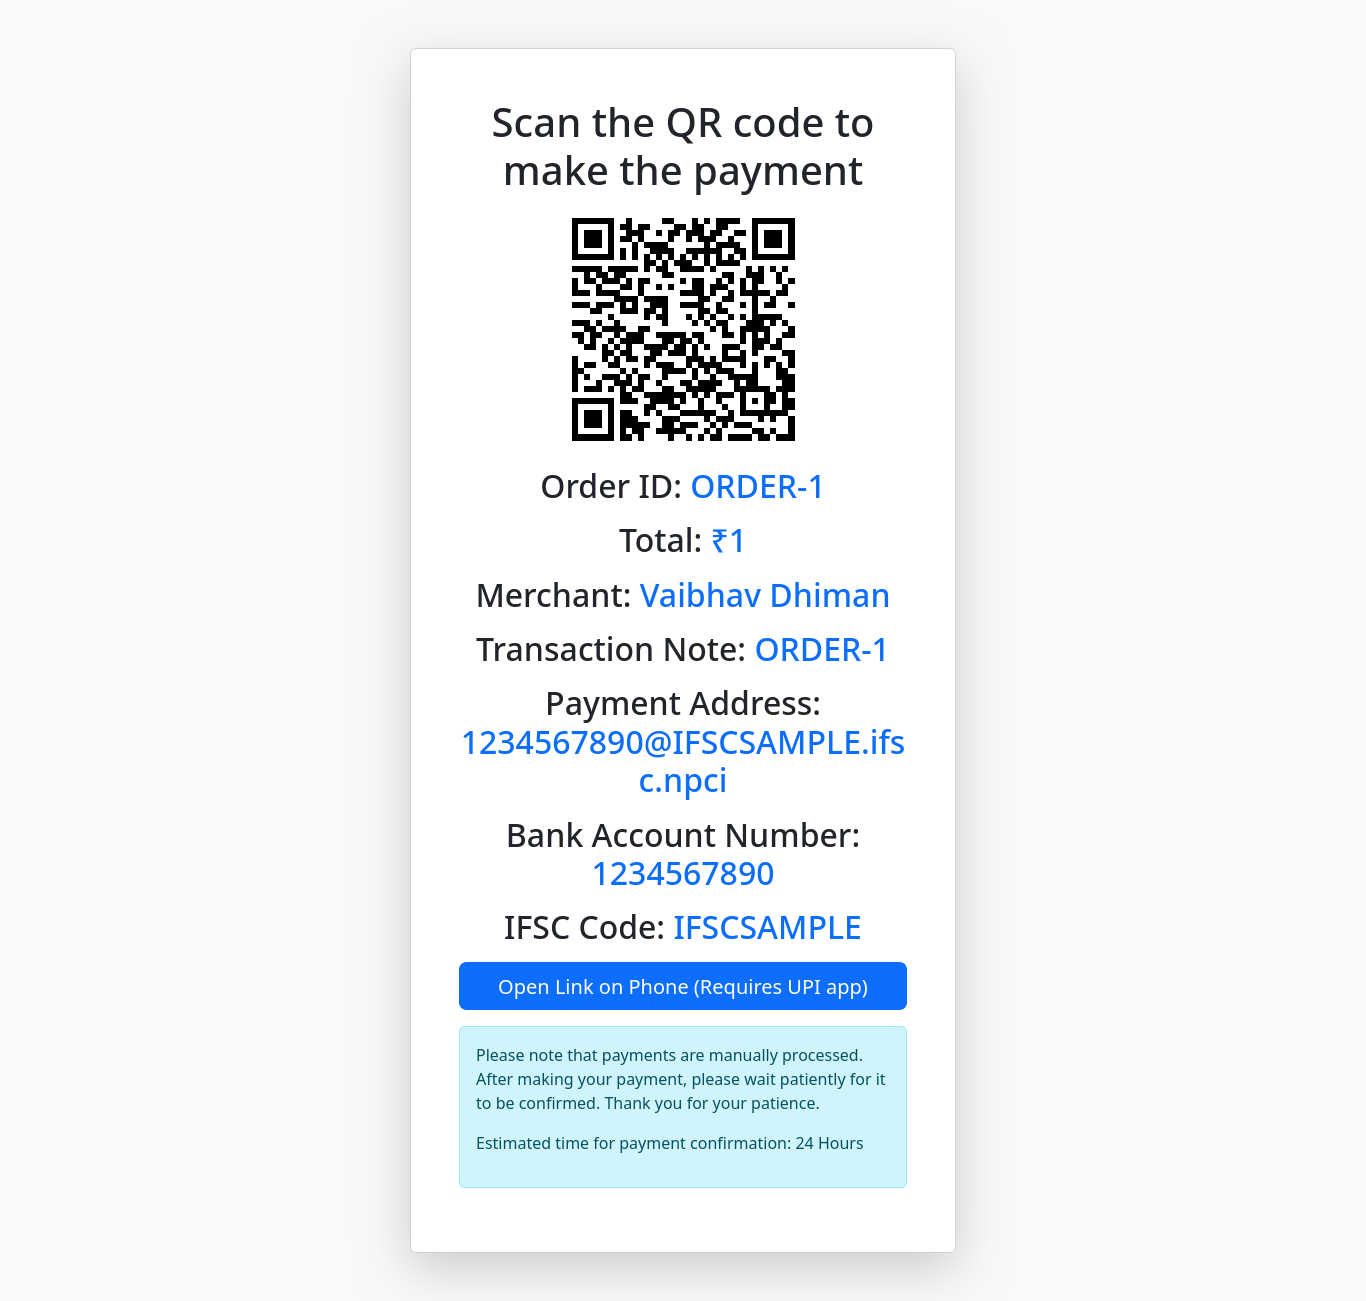 Scan the QR code to
make the payment
Order ID: ORDER-1
Total: ₹1
Merchant: Vaibhav Dhiman
Transaction Note: ORDER-1
Payment Address:
1234567890@IFSCSAMPLE.ifs
c.npci
Bank Account Number:
1234567890
IFSC Code: IFSCSAMPLE
Open Link on Phone (Requires UPI app)
Please note that payments are manually processed.
After making your payment, please wait patiently for it
to be confirmed. Thank you for your patience.
Estimated time for payment confirmation: 24 Hours